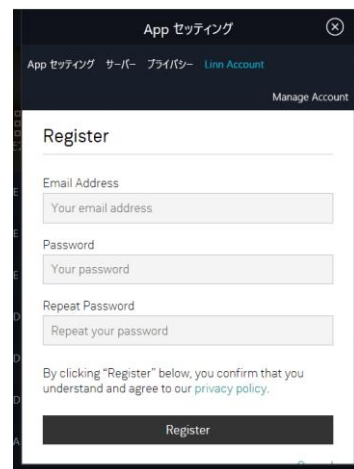 App セッティング
App セッティング サーバー プライバシー Linn Account
Manage Account
Register
Email Address
Your email address
Password
Your password
Repeat Password
Repeat your password
By clicking “Register” below, you confirm that you
understand and agree to our privacy policy.
Register